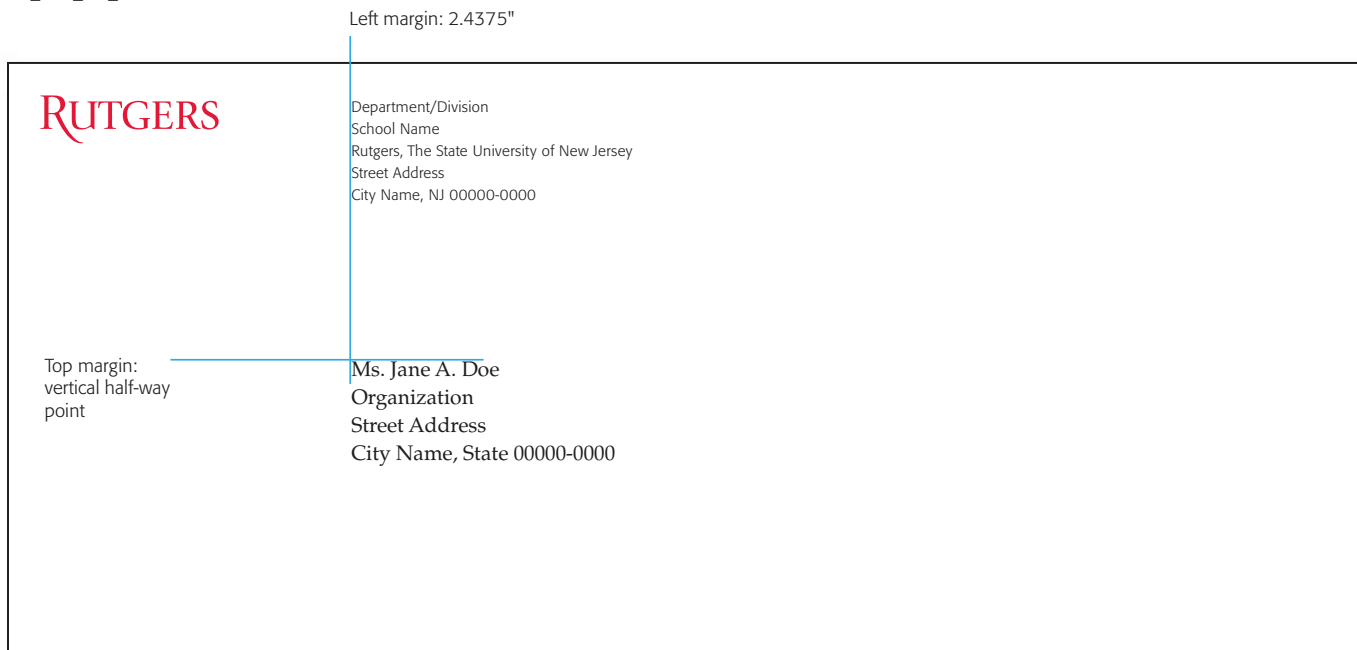 Left margin: 2.4375"
RUTGERS
Department/Division
School Name
Rutgers, The State University of New Jersey
Street Address
City Name, NJ 00000-0000
Top margin:
vertical half-way
point
Ms. Jane A. Doe
Organization
Street Address
City Name, State 00000-0000